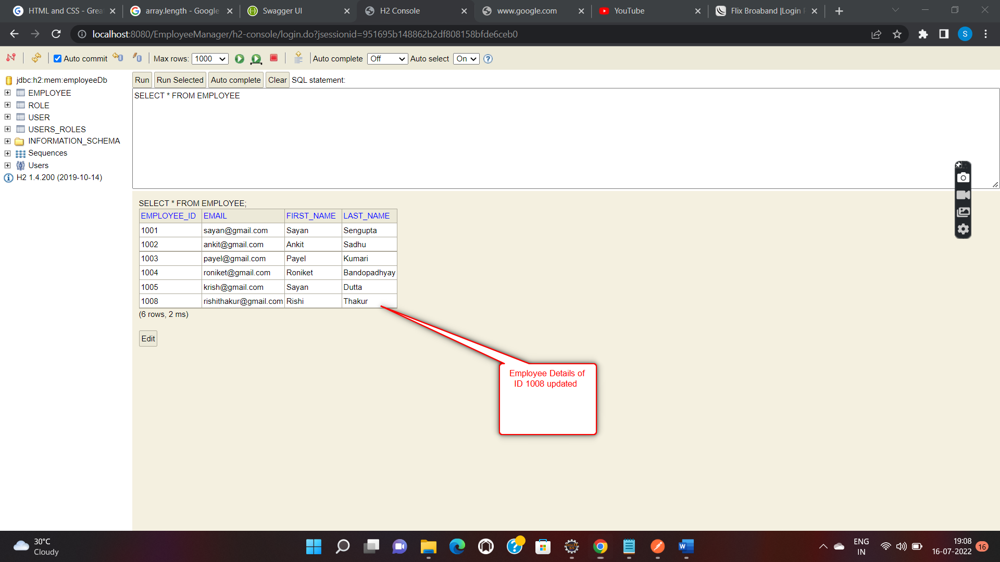 HTML and CSS - Grea
array.length - Google
Swagger UI
H2 Console
www.google.com
YouTube
Flix Broaband |Login
localhost:8080/EmployeeManager/h2-console/login.do?jsessionid=951695b148862b2df808158bfde6ceb0
S
Auto commit
Max rows: 1000
Auto complete Off
Auto select On
jdbc:h2:mem:employeeDb
EMPLOYEE
ROLE
USER
USERS_ROLES
INFORMATION_SCHEMA
Sequences
Users
H2 1.4.200 (2019-10-14)
Run Run Selected Auto complete Clear SQL statement:
SELECT * FROM EMPLOYEE
SELECT * FROM EMPLOYEE;
EMPLOYEE_ID EMAIL FIRST_NAME LAST_NAME
1001 sayan@gmail.com Sayan Sengupta
1002 ankit@gmail.com Ankit Sadhu
1003 payel@gmail.com Payel Kumari
1004 roniket@gmail.com Roniket Bandopadhyay
1005 krish@gmail.com Sayan Dutta
1008 rishithakur@gmail.com Rishi Thakur
(6 rows, 2 ms)
Edit
Employee Details of
ID 1008 updated
30°C
Cloudy
ENG
IN
19:08
16-07-2022
16